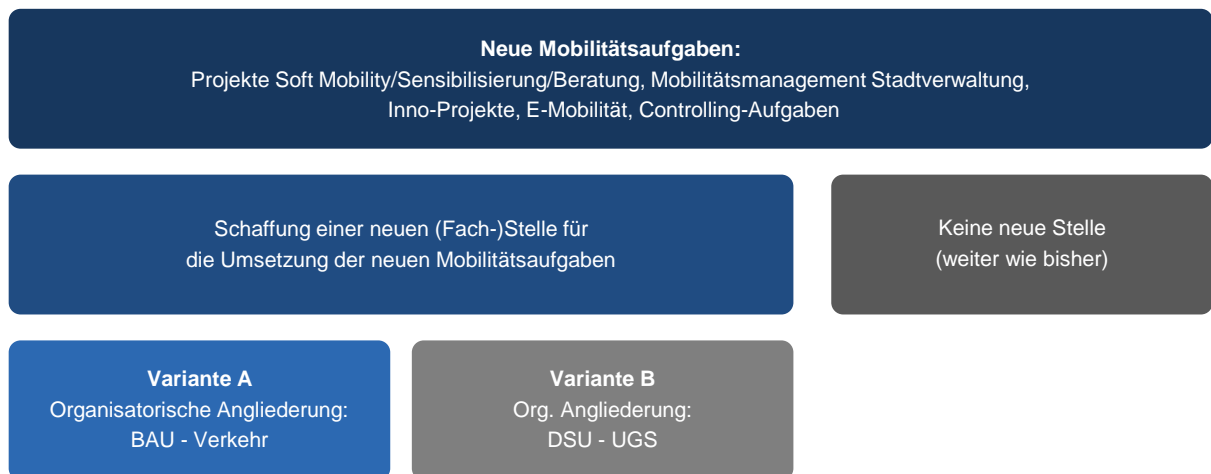 Neue Mobilitätsaufgaben:
Projekte Soft Mobility/Sensibilisierung/Beratung, Mobilitätsmanagement Stadtverwaltung,
Inno-Projekte, E-Mobilität, Controlling-Aufgaben
Schaffung einer neuen (Fach-)Stelle für
die Umsetzung der neuen Mobilitätsaufgaben
Keine neue Stelle
(weiter wie bisher)
Variante A
Organisatorische Angliederung:
BAU - Verkehr
Variante B
Org. Angliederung:
DSU - UGS